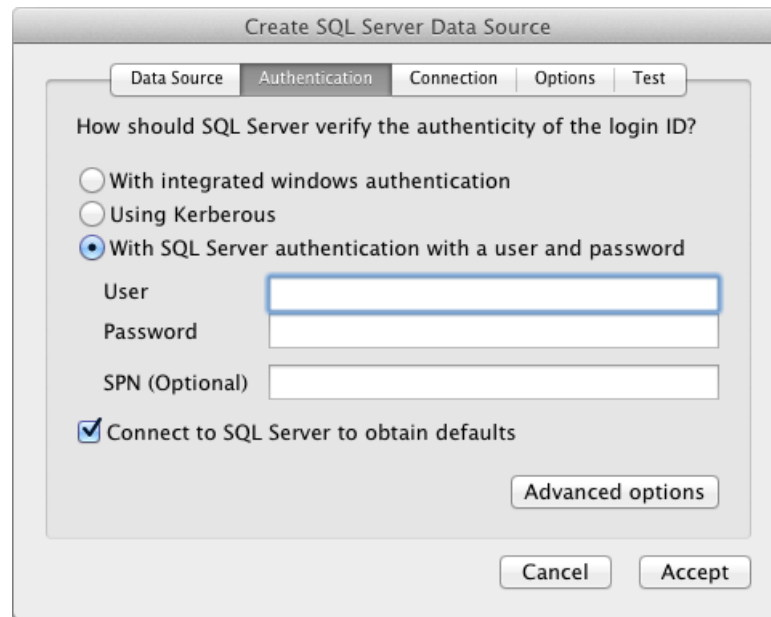 Create SQL Server Data Source
Data Source Authentication Connection Options Test
How should SQL Server verify the authenticity of the login ID?
With integrated windows authentication
Using Kerberous
With SQL Server authentication with a user and password
User
Password
SPN (Optional)
Connect to SQL Server to obtain defaults
Advanced options
Cancel Accept